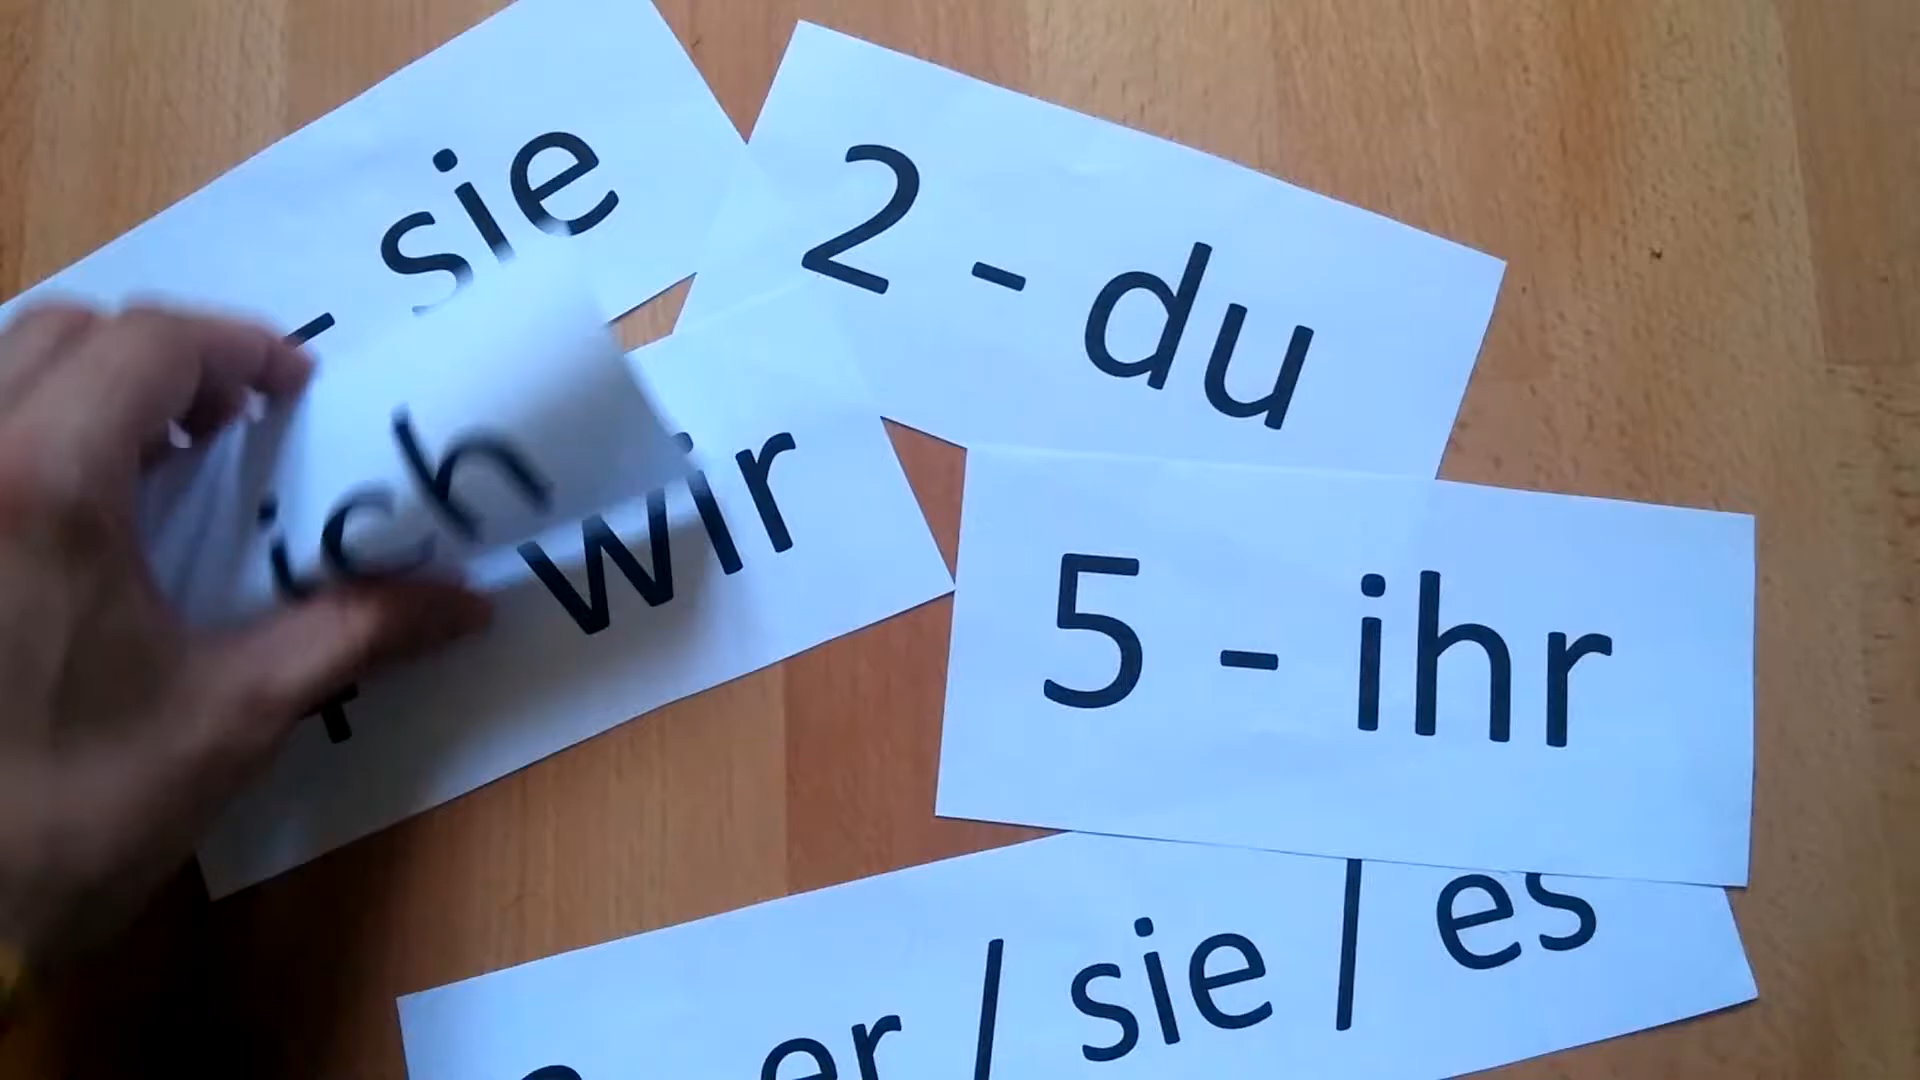 - sie
2 - du
ich
wir
5 - ihr
er / sie / es